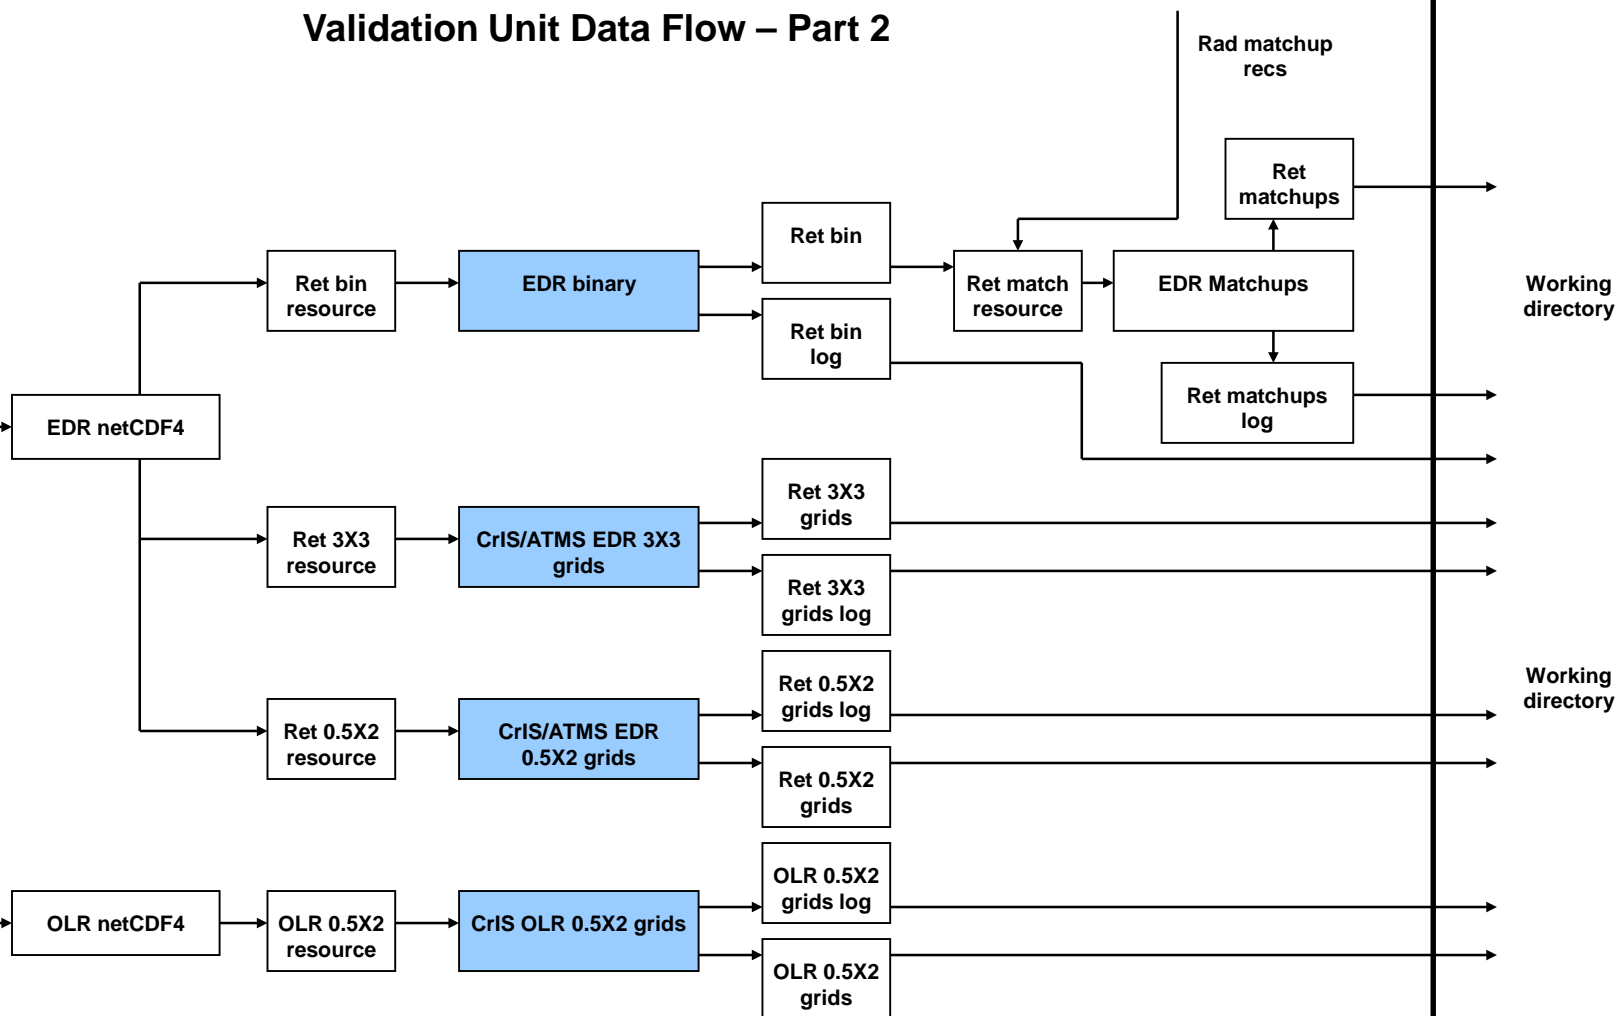 Validation Unit Data Flow – Part 2
Rad matchup
recs
Ret
matchups
Ret bin
Ret bin
resource
EDR binary
Ret match
resource
EDR Matchups
Working
directory
Ret bin
log
Ret matchups
log
EDR netCDF4
Ret 3X3
grids
Ret 3X3
resource
CrIS/ATMS EDR 3X3
grids
Ret 3X3
grids log
Ret 0.5X2
grids log
Working
directory
Ret 0.5X2
resource
CrIS/ATMS EDR
0.5X2 grids
Ret 0.5X2
grids
OLR 0.5X2
grids log
OLR netCDF4
OLR 0.5X2
resource
CrIS OLR 0.5X2 grids
OLR 0.5X2
grids